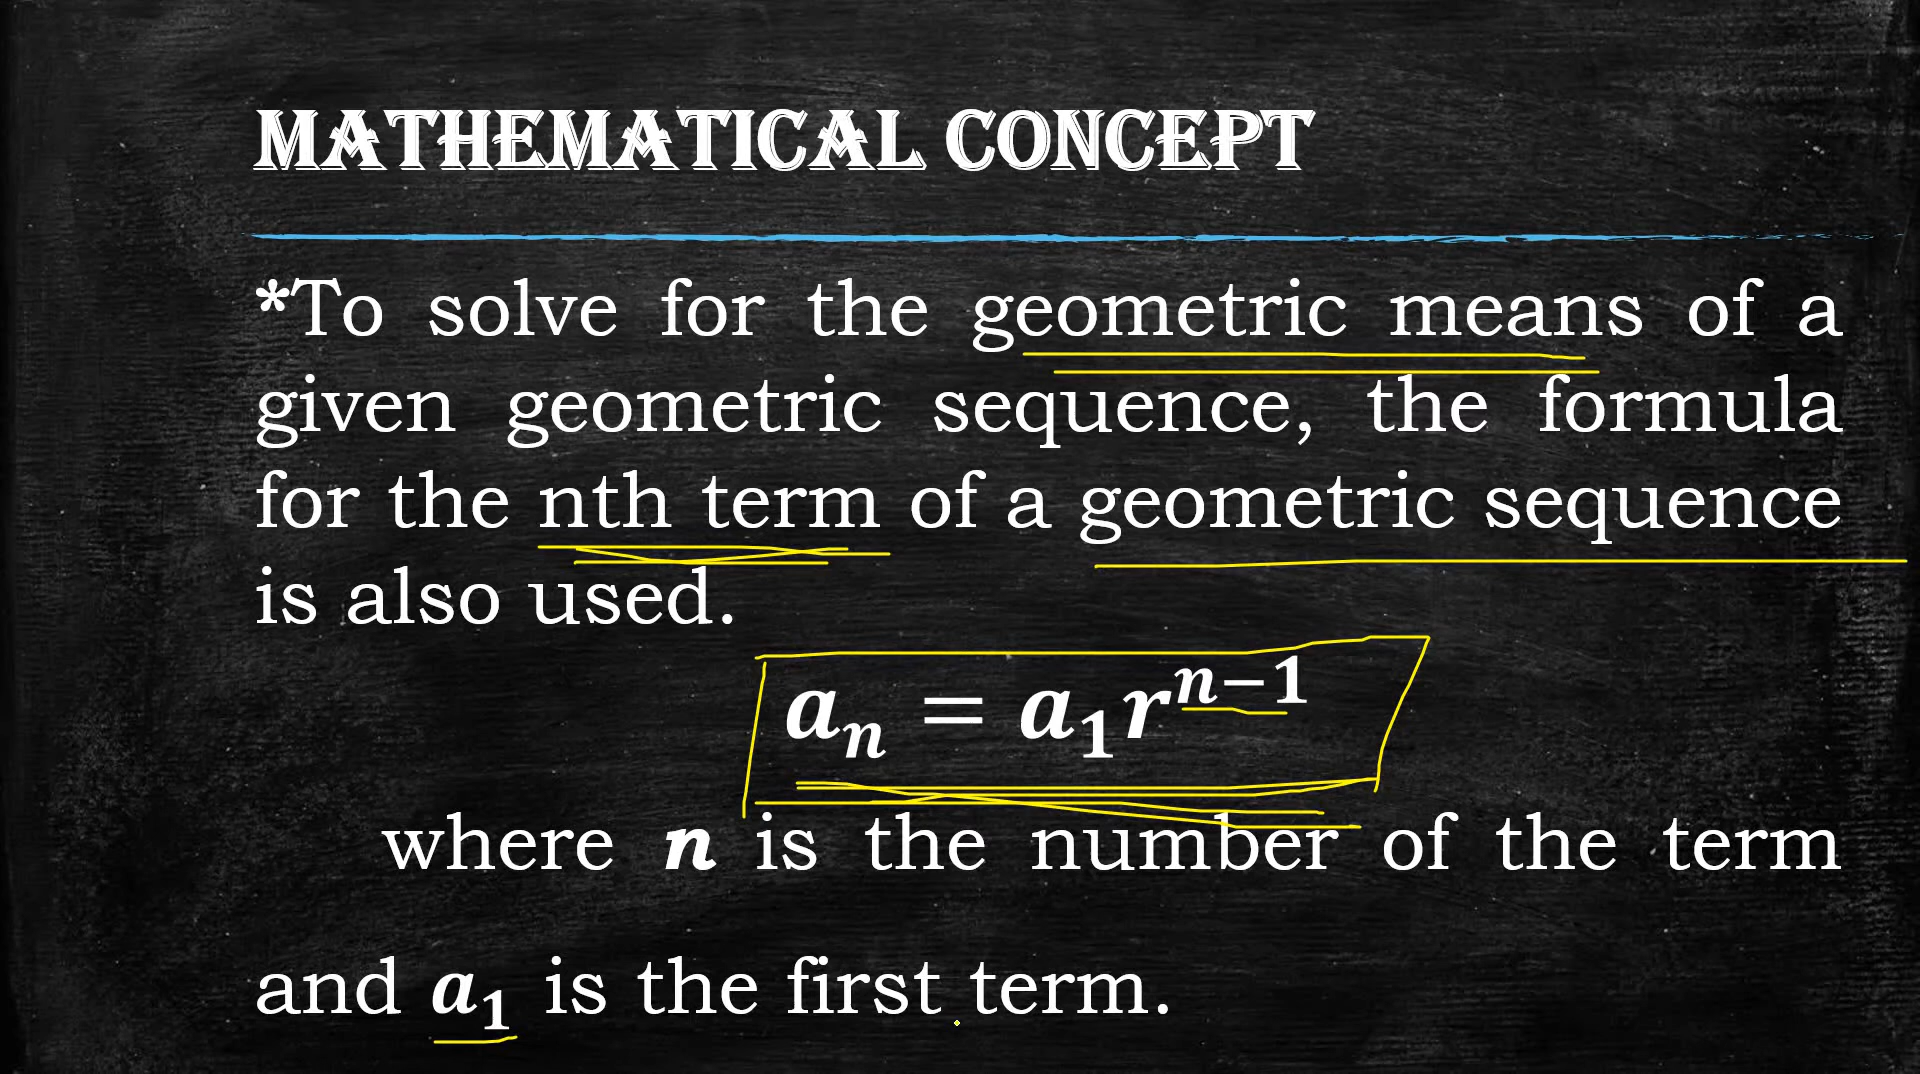 MATHEMATICAL CONCEPT
*To solve for the geometric means of a
given geometric sequence, the formula
for the nth term of a geometric sequence
is also used.
aₙ = a₁rⁿ⁻¹
where n is the number of the term
and a₁ is the first term.